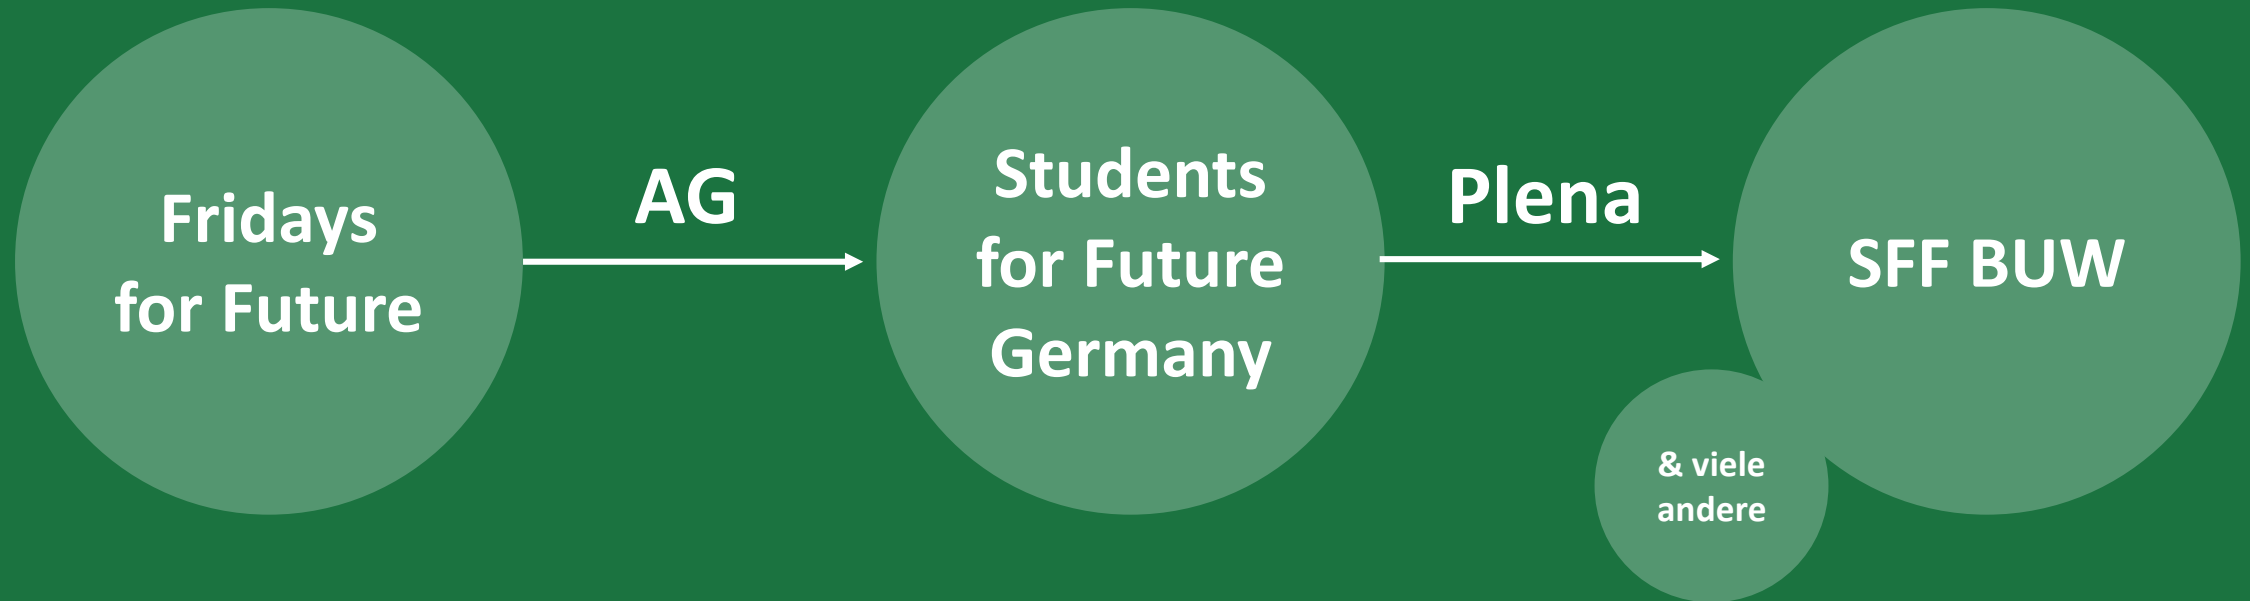 Fridays
for Future
AG
Students
for Future
Germany
Plena
SFF BUW
& viele
andere